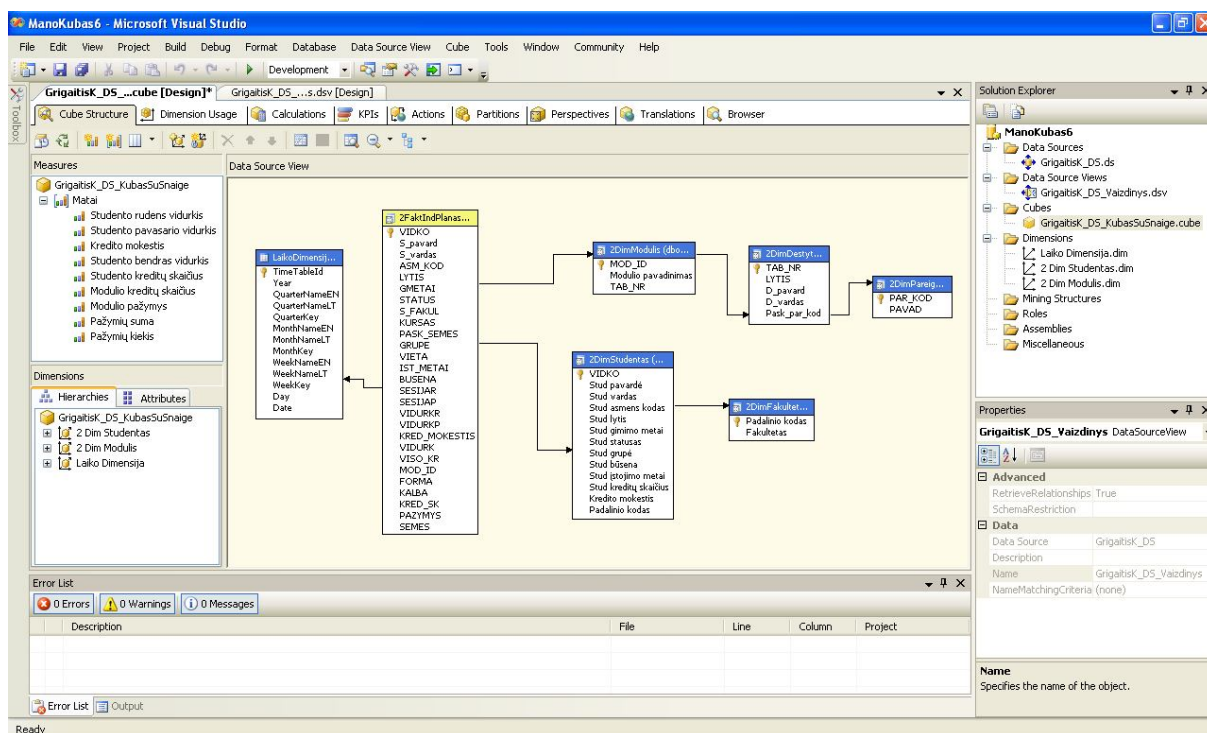 ManoKubas6 - Microsoft Visual Studio
File Edit View Project Build Debug Format Database Data Source View Cube Tools Window Community Help
Development
Toolbox
GrigaitisK_DS_...cube [Design]* GrigaitisK_DS_...s.dsv [Design]
Cube Structure Dimension Usage Calculations KPIs Actions Partitions Perspectives Translations Browser
Measures
GrigaitisK_DS_KubasSuSnaige
Matai
Studento rudens vidurkis
Studento pavasario vidurkis
Kredito mokestis
Studento bendras vidurkis
Studento kreditų skaičius
Modulio kreditų skaičius
Modulio pažymys
Pažymių suma
Pažymių kiekis
Dimensions
Hierarchies Attributes
GrigaitisK_DS_KubasSuSnaige
2 Dim Studentas
2 Dim Modulis
Laiko Dimensija
Data Source View
LaikoDimensij...
TimeTableId
Year
QuarterNameEN
QuarterNameLT
QuarterKey
MonthNameEN
MonthNameLT
MonthKey
WeekNameEN
WeekNameLT
WeekKey
Day
Date
2FaktIndPlanas...
VIDKO
S_pavard
S_vardas
ASM_KOD
LYTIS
GMETAI
STATUS
S_FAKUL
KURSAS
PASK_SEMES
GRUPE
VIETA
IST_METAI
BUSENA
SESIJAR
SESIJAP
VIDURKR
VIDURKP
KRED_MOKESTIS
VIDURK
VISO_KR
MOD_ID
FORMA
KALBA
KRED_SK
PAZYMYS
SEMES
2DimModulis (dbo...
MOD_ID
Modulio pavadinimas
TAB_NR
2DimDestyt...
TAB_NR
LYTIS
D_pavard
D_vardas
Pask_par_kod
2DimPareig...
PAR_KOD
PAVAD
2DimStudentas (...
VIDKO
Stud pavardė
Stud vardas
Stud asmens kodas
Stud lytis
Stud gimimo metai
Stud statusas
Stud grupė
Stud būsena
Stud įstojimo metai
Stud kreditų skaičius
Kredito mokestis
Padalinio kodas
2DimFakultet...
Padalinio kodas
Fakultetas
Solution Explorer
ManoKubas6
Data Sources
GrigaitisK_DS.ds
Data Source Views
GrigaitisK_DS_Vaizdinys.dsv
Cubes
GrigaitisK_DS_KubasSuSnaige.cube
Dimensions
Laiko Dimensija.dim
2 Dim Studentas.dim
2 Dim Modulis.dim
Mining Structures
Roles
Assemblies
Miscellaneous
Properties
GrigaitisK_DS_Vaizdinys DataSourceView
Advanced
RetrieveRelationships True
SchemaRestriction
Data
Data Source GrigaitisK_DS
Description
Name GrigaitisK_DS_Vaizdinys
NameMatchingCriteria (none)
Name
Specifies the name of the object.
Error List
0 Errors 0 Warnings 0 Messages
Description File Line Column Project
Error List Output
Ready